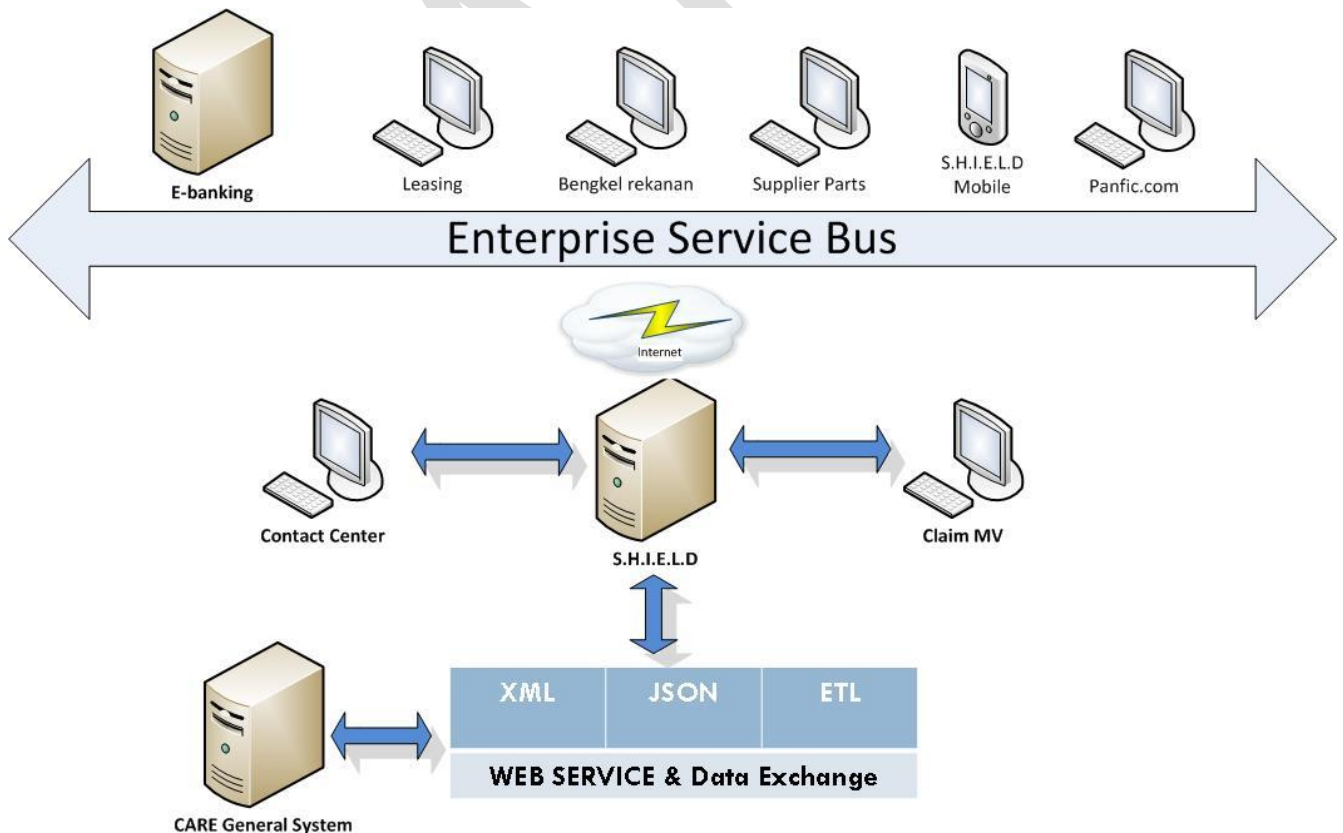 E-banking
Leasing
Bengkel rekanan
Supplier Parts
S.H.I.E.L.D
Mobile
Panfic.com
Enterprise Service Bus
Internet
Contact Center
S.H.I.E.L.D
Claim MV
XML
JSON
ETL
WEB SERVICE & Data Exchange
CARE General System